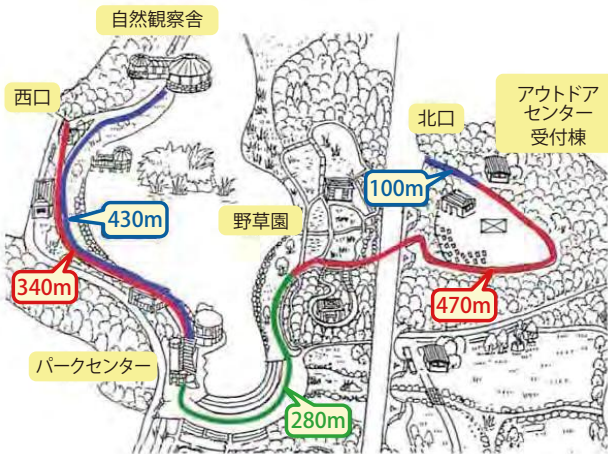 自然観察舎
西口
アウトドア
センター
受付棟
北口
100m
430m
野草園
340m
470m
パークセンター
280m